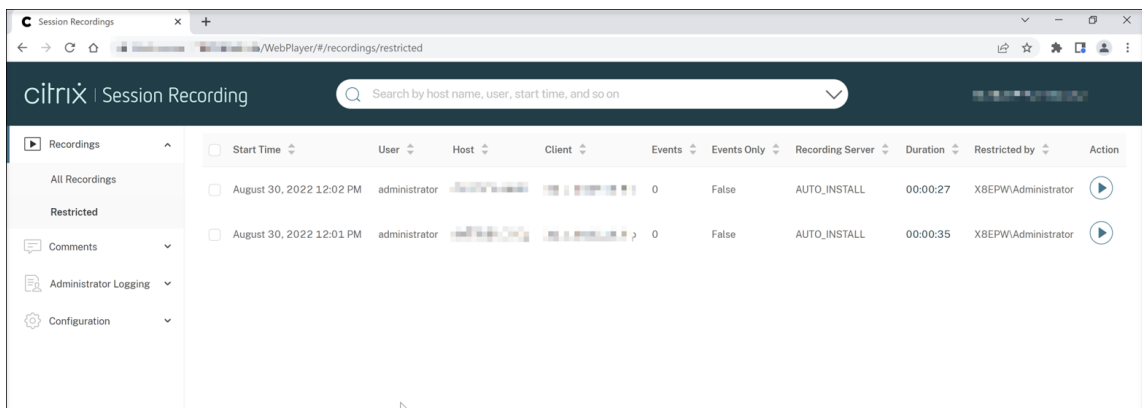 Session Recordings
/WebPlayer/#/recordings/restricted
citrix | Session Recording
Search by host name, user, start time, and so on
Recordings
All Recordings
Restricted
Comments
Administrator Logging
Configuration
Start Time User Host Client Events Events Only Recording Server Duration Restricted by Action
August 30, 2022 12:02 PM administrator 0 False AUTO_INSTALL 00:00:27 X8EPW\Administrator
August 30, 2022 12:01 PM administrator 0 False AUTO_INSTALL 00:00:35 X8EPW\Administrator